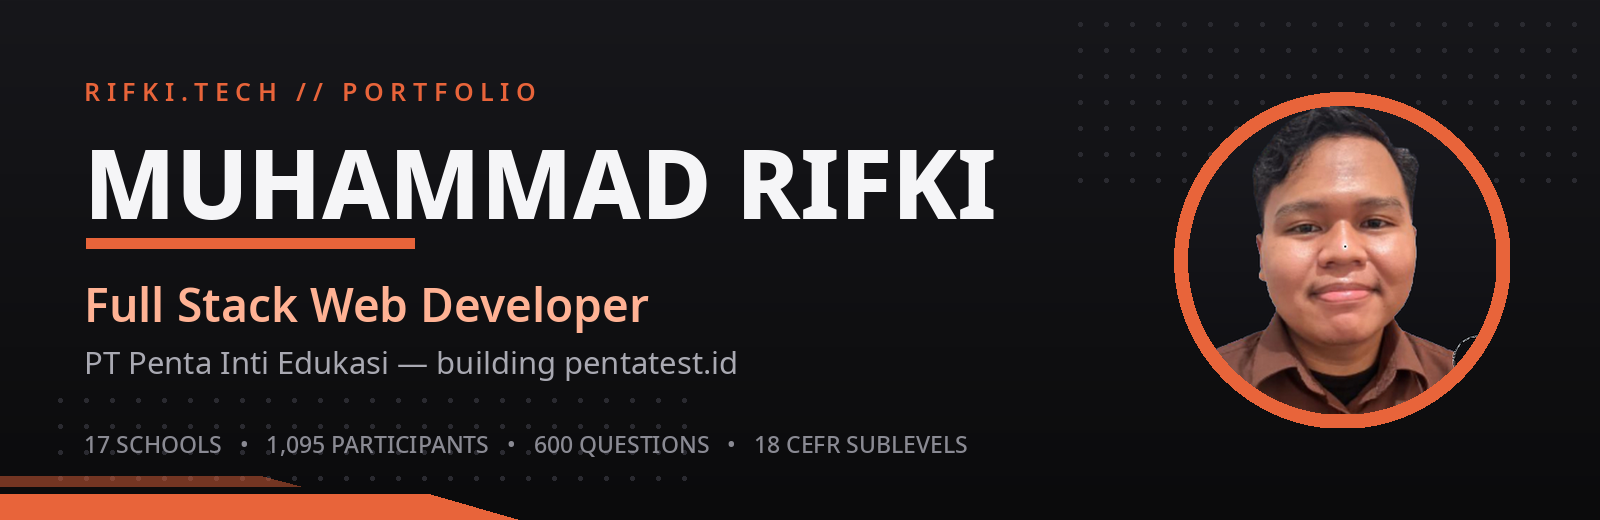 RIFKI.TECH // PORTFOLIO
MUHAMMAD RIFKI
Full Stack Web Developer
PT Penta Inti Edukasi — building pentatest.id
17 SCHOOLS • 1,095 PARTICIPANTS • 600 QUESTIONS • 18 CEFR SUBLEVELS